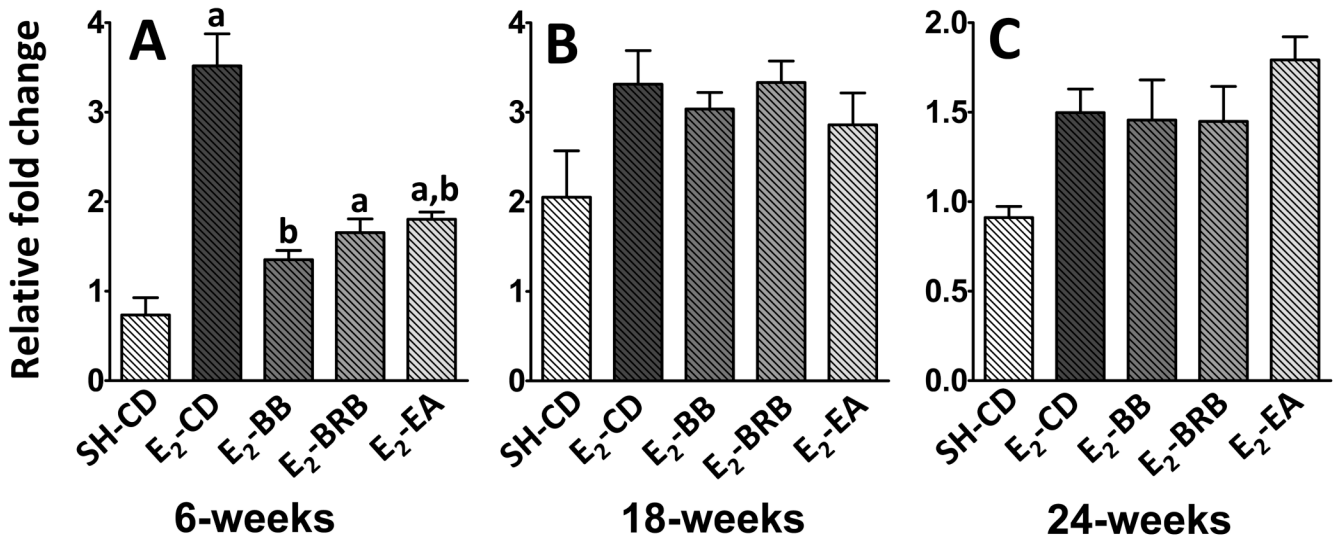 Relative fold change
A
4
3
2
1
0
a
b
a
a,b
SH-CD
E₂-CD
E₂-BB
E₂-BRB
E₂-EA
6-weeks
B
4
3
2
1
0
SH-CD
E₂-CD
E₂-BB
E₂-BRB
E₂-EA
18-weeks
C
2.0
1.5
1.0
0.5
0.0
SH-CD
E₂-CD
E₂-BB
E₂-BRB
E₂-EA
24-weeks